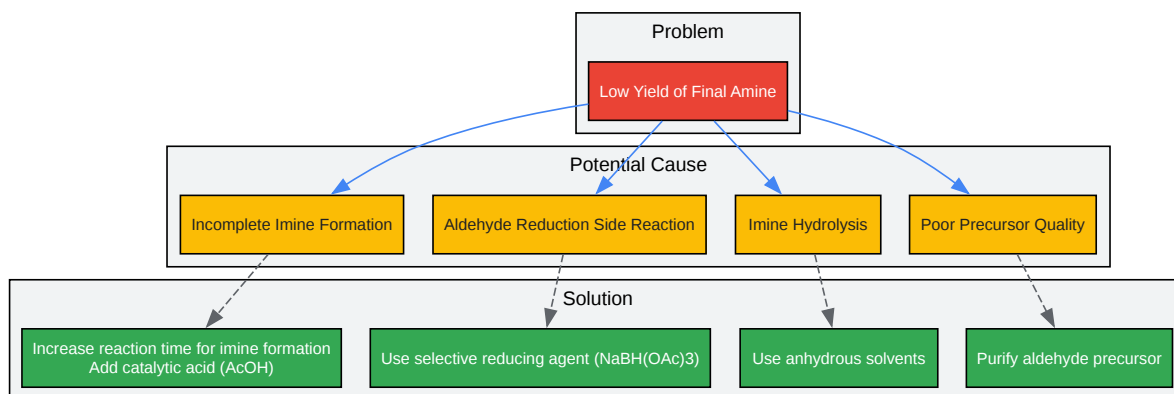 Problem
Low Yield of Final Amine
Potential Cause
Incomplete Imine Formation
Aldehyde Reduction Side Reaction
Imine Hydrolysis
Poor Precursor Quality
Solution
Increase reaction time for imine formation
Add catalytic acid (AcOH)
Use selective reducing agent (NaBH(OAc)3)
Use anhydrous solvents
Purify aldehyde precursor